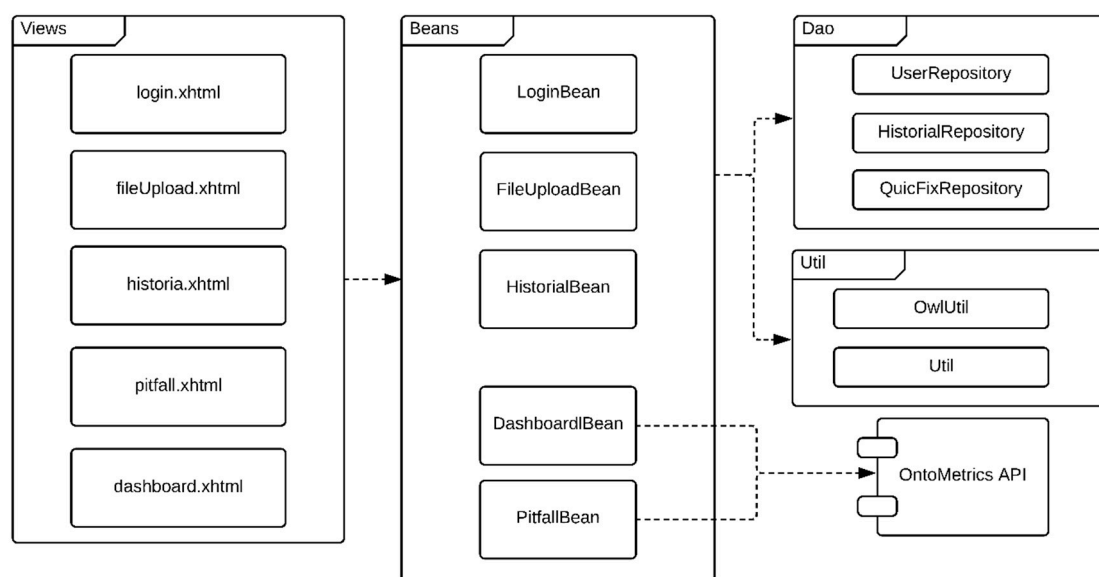 Views
login.xhtml
fileUpload.xhtml
historia.xhtml
pitfall.xhtml
dashboard.xhtml
Beans
LoginBean
FileUploadBean
HistorialBean
DashboardlBean
PitfallBean
Dao
UserRepository
HistorialRepository
QuicFixRepository
Util
OwlUtil
Util
OntoMetrics API